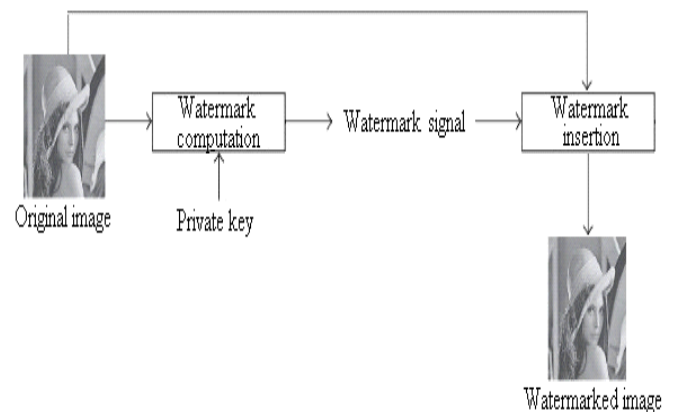 Watermark
computation
Watermark signal
Watermark
insertion
Original image
Private key
Watermarked image